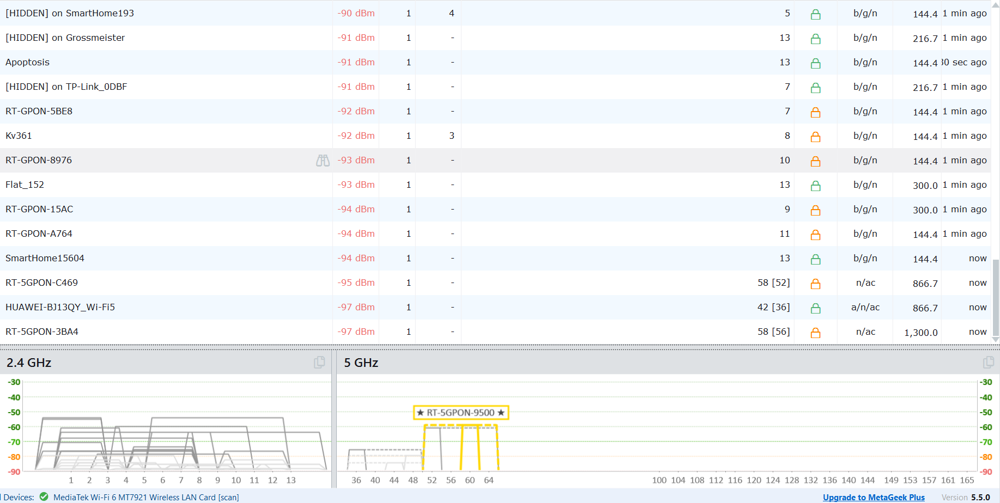 [HIDDEN] on SmartHome193 -90 dBm 1 4 5 b/g/n 144.4 1 min ago
[HIDDEN] on Grossmeister -91 dBm 1 - 13 b/g/n 216.7 1 min ago
Apoptosis -91 dBm 1 - 13 b/g/n 144.4 30 sec ago
[HIDDEN] on TP-Link_0DBF -91 dBm 1 - 7 b/g/n 216.7 1 min ago
RT-GPON-5BE8 -92 dBm 1 - 7 b/g/n 144.4 1 min ago
Kv361 -92 dBm 1 3 8 b/g/n 144.4 1 min ago
RT-GPON-8976 -93 dBm 1 - 10 b/g/n 144.4 1 min ago
Flat_152 -93 dBm 1 - 13 b/g/n 300.0 1 min ago
RT-GPON-15AC -94 dBm 1 - 9 b/g/n 300.0 1 min ago
RT-GPON-A764 -94 dBm 1 - 11 b/g/n 144.4 1 min ago
SmartHome15604 -94 dBm 1 - 13 b/g/n 144.4 now
RT-5GPON-C469 -95 dBm 1 - 58 [52] n/ac 866.7 now
HUAWEI-BJ13QY_Wi-Fi5 -97 dBm 1 - 42 [36] a/n/ac 866.7 now
RT-5GPON-3BA4 -97 dBm 1 - 58 [56] n/ac 1,300.0 now
2.4 GHz
-30
-40
-50
-60
-70
-80
-90
1 2 3 4 5 6 7 8 9 10 11 12 13
5 GHz
★ RT-5GPON-9500 ★
-30
-40
-50
-60
-70
-80
-90
36 40 44 48 52 56 60 64 100 104 108 112 116 120 124 128 132 136 140 144 149 153 157 161 165
Devices: MediaTek Wi-Fi 6 MT7921 Wireless LAN Card [scan] Upgrade to MetaGeek Plus Version 5.5.0